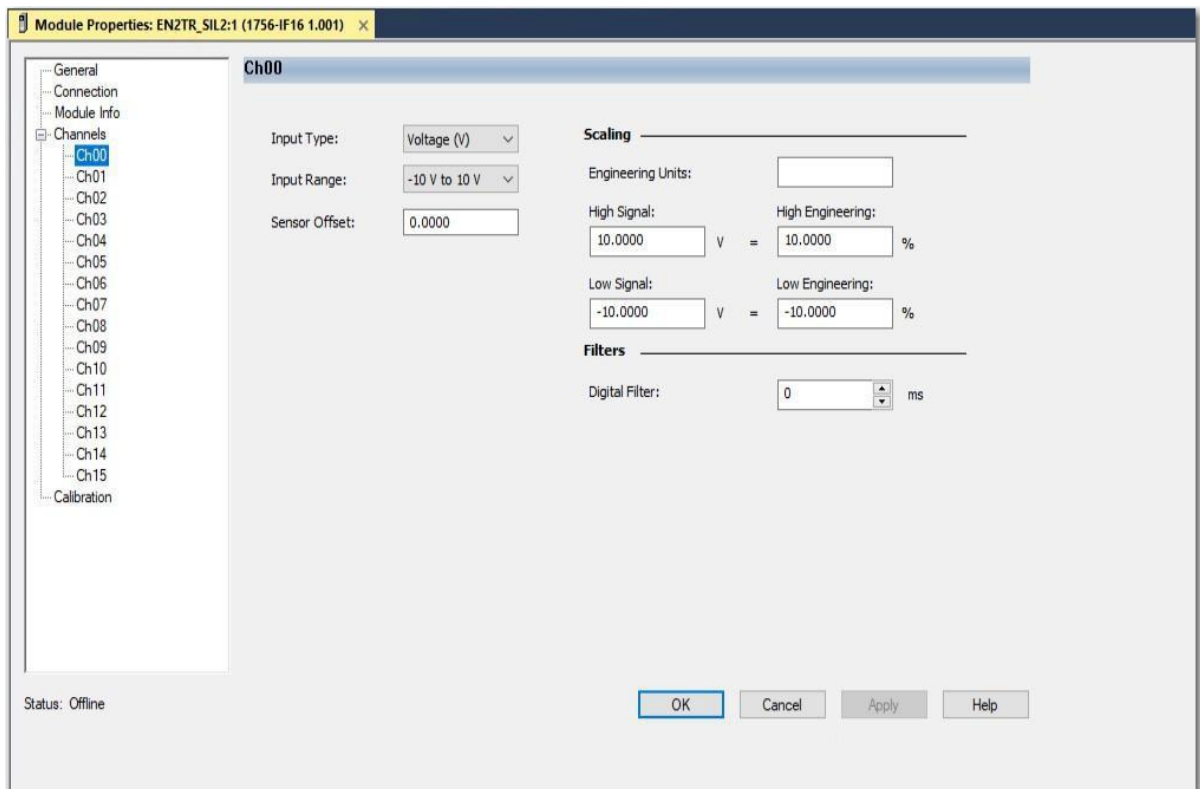 Module Properties: EN2TR_SIL2:1 (1756-IF16 1.001) ×
General
Connection
Module Info
Channels
Ch00
Ch01
Ch02
Ch03
Ch04
Ch05
Ch06
Ch07
Ch08
Ch09
Ch10
Ch11
Ch12
Ch13
Ch14
Ch15
Calibration
Ch00
Input Type: Voltage (V)
Input Range: -10 V to 10 V
Sensor Offset: 0.0000
Scaling
Engineering Units:
High Signal: High Engineering:
10.0000 V = 10.0000 %
Low Signal: Low Engineering:
-10.0000 V = -10.0000 %
Filters
Digital Filter: 0 ms
Status: Offline
OK Cancel Apply Help